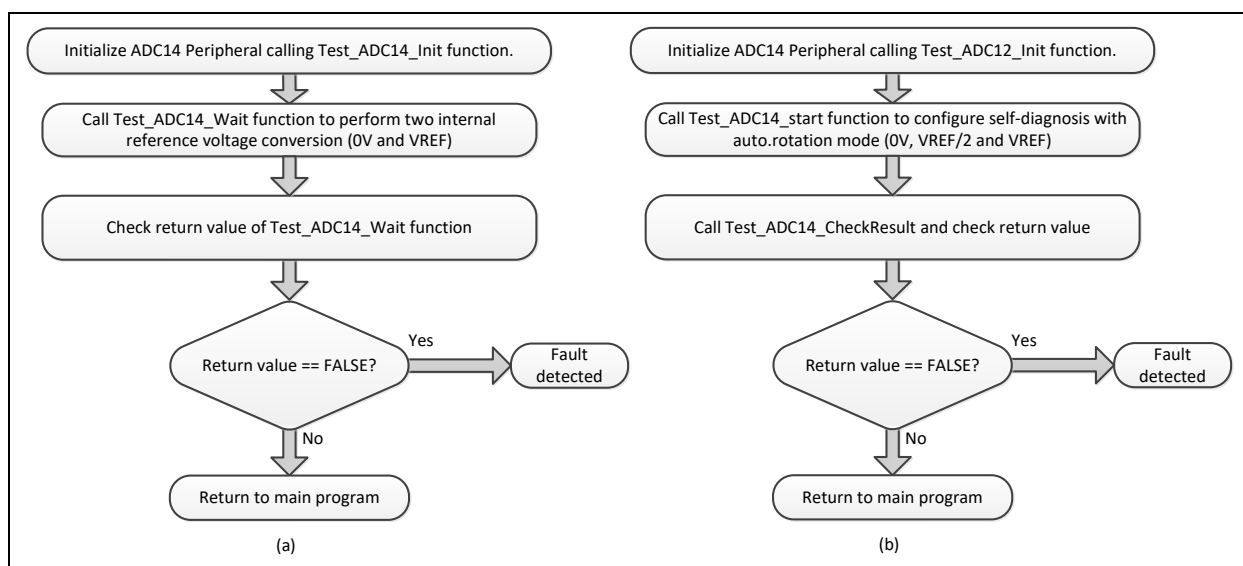 Initialize ADC14 Peripheral calling Test_ADC14_Init function.
Call Test_ADC14_Wait function to perform two internal
reference voltage conversion (0V and VREF)
Check return value of Test_ADC14_Wait function
Return value == FALSE?
Yes
Fault
detected
No
Return to main program
(a)
Initialize ADC14 Peripheral calling Test_ADC12_Init function.
Call Test_ADC14_start function to configure self-diagnosis with
auto.rotation mode (0V, VREF/2 and VREF)
Call Test_ADC14_CheckResult and check return value
Return value == FALSE?
Yes
Fault
detected
No
Return to main program
(b)